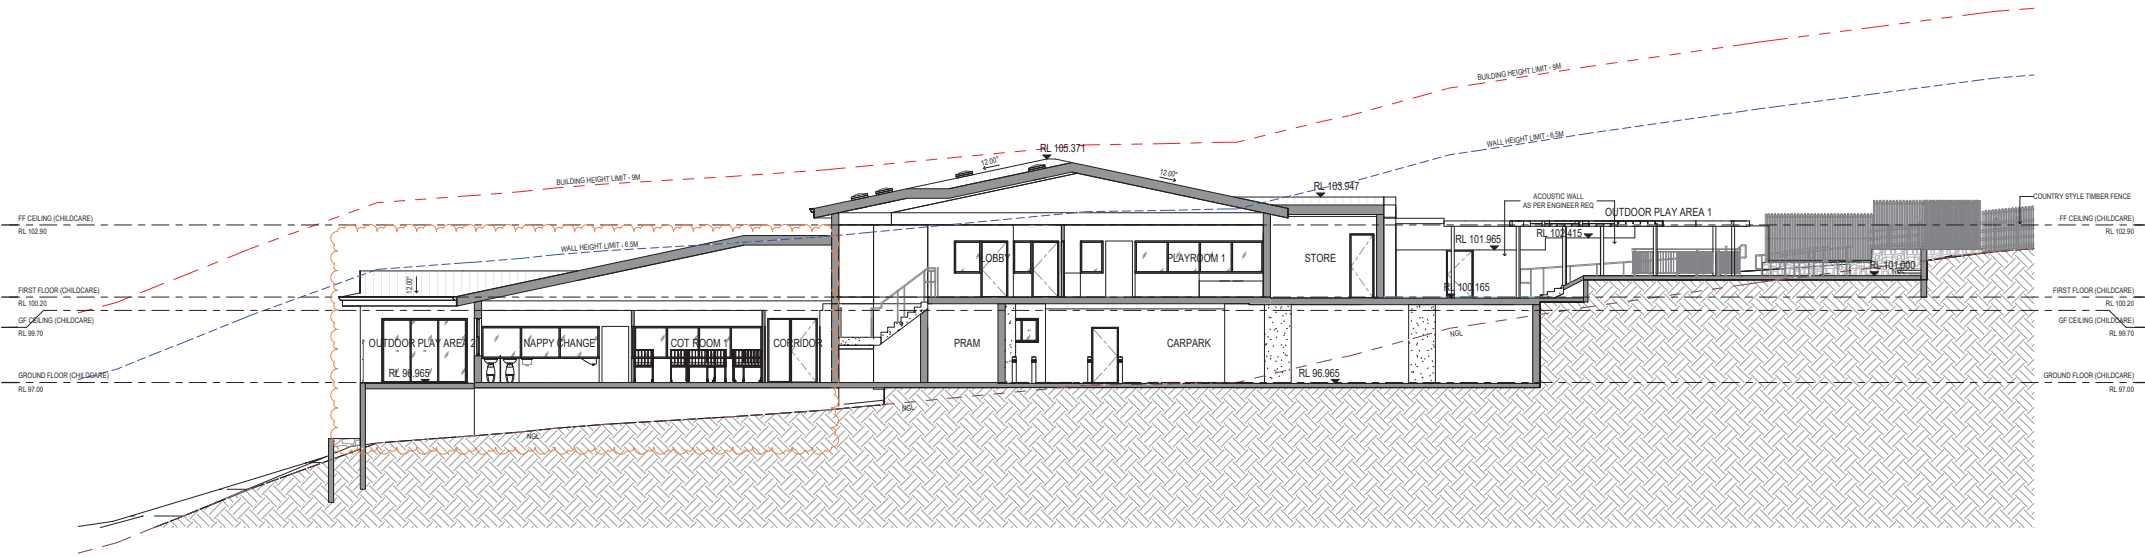 BUILDING HEIGHT LIMIT - 9M
WALL HEIGHT LIMIT - 6.5M
RL 105.371
12.00°
12.00°
BUILDING HEIGHT LIMIT - 9M
RL 103.947
ACOUSTIC WALL
AS PER ENGINEER REQ
COUNTRY STYLE TIMBER FENCE
OUTDOOR PLAY AREA 1
FF CEILING (CHILDCARE)
RL 102.90
FF CEILING (CHILDCARE)
RL 102.90
WALL HEIGHT LIMIT - 6.5M
RL 102.415
RL 101.965
LOBBY
PLAYROOM 1
STORE
RL 101.000
12.00°
RL 100.165
FIRST FLOOR (CHILDCARE)
RL 100.20
FIRST FLOOR (CHILDCARE)
RL 100.20
GF CEILING (CHILDCARE)
RL 99.70
GF CEILING (CHILDCARE)
RL 99.70
NGL
OUTDOOR PLAY AREA 2
NAPPY CHANGE
COT ROOM 1
CORRIDOR
PRAM
CARPARK
RL 96.965
RL 96.965
GROUND FLOOR (CHILDCARE)
RL 97.00
GROUND FLOOR (CHILDCARE)
RL 97.00
NGL
NGL